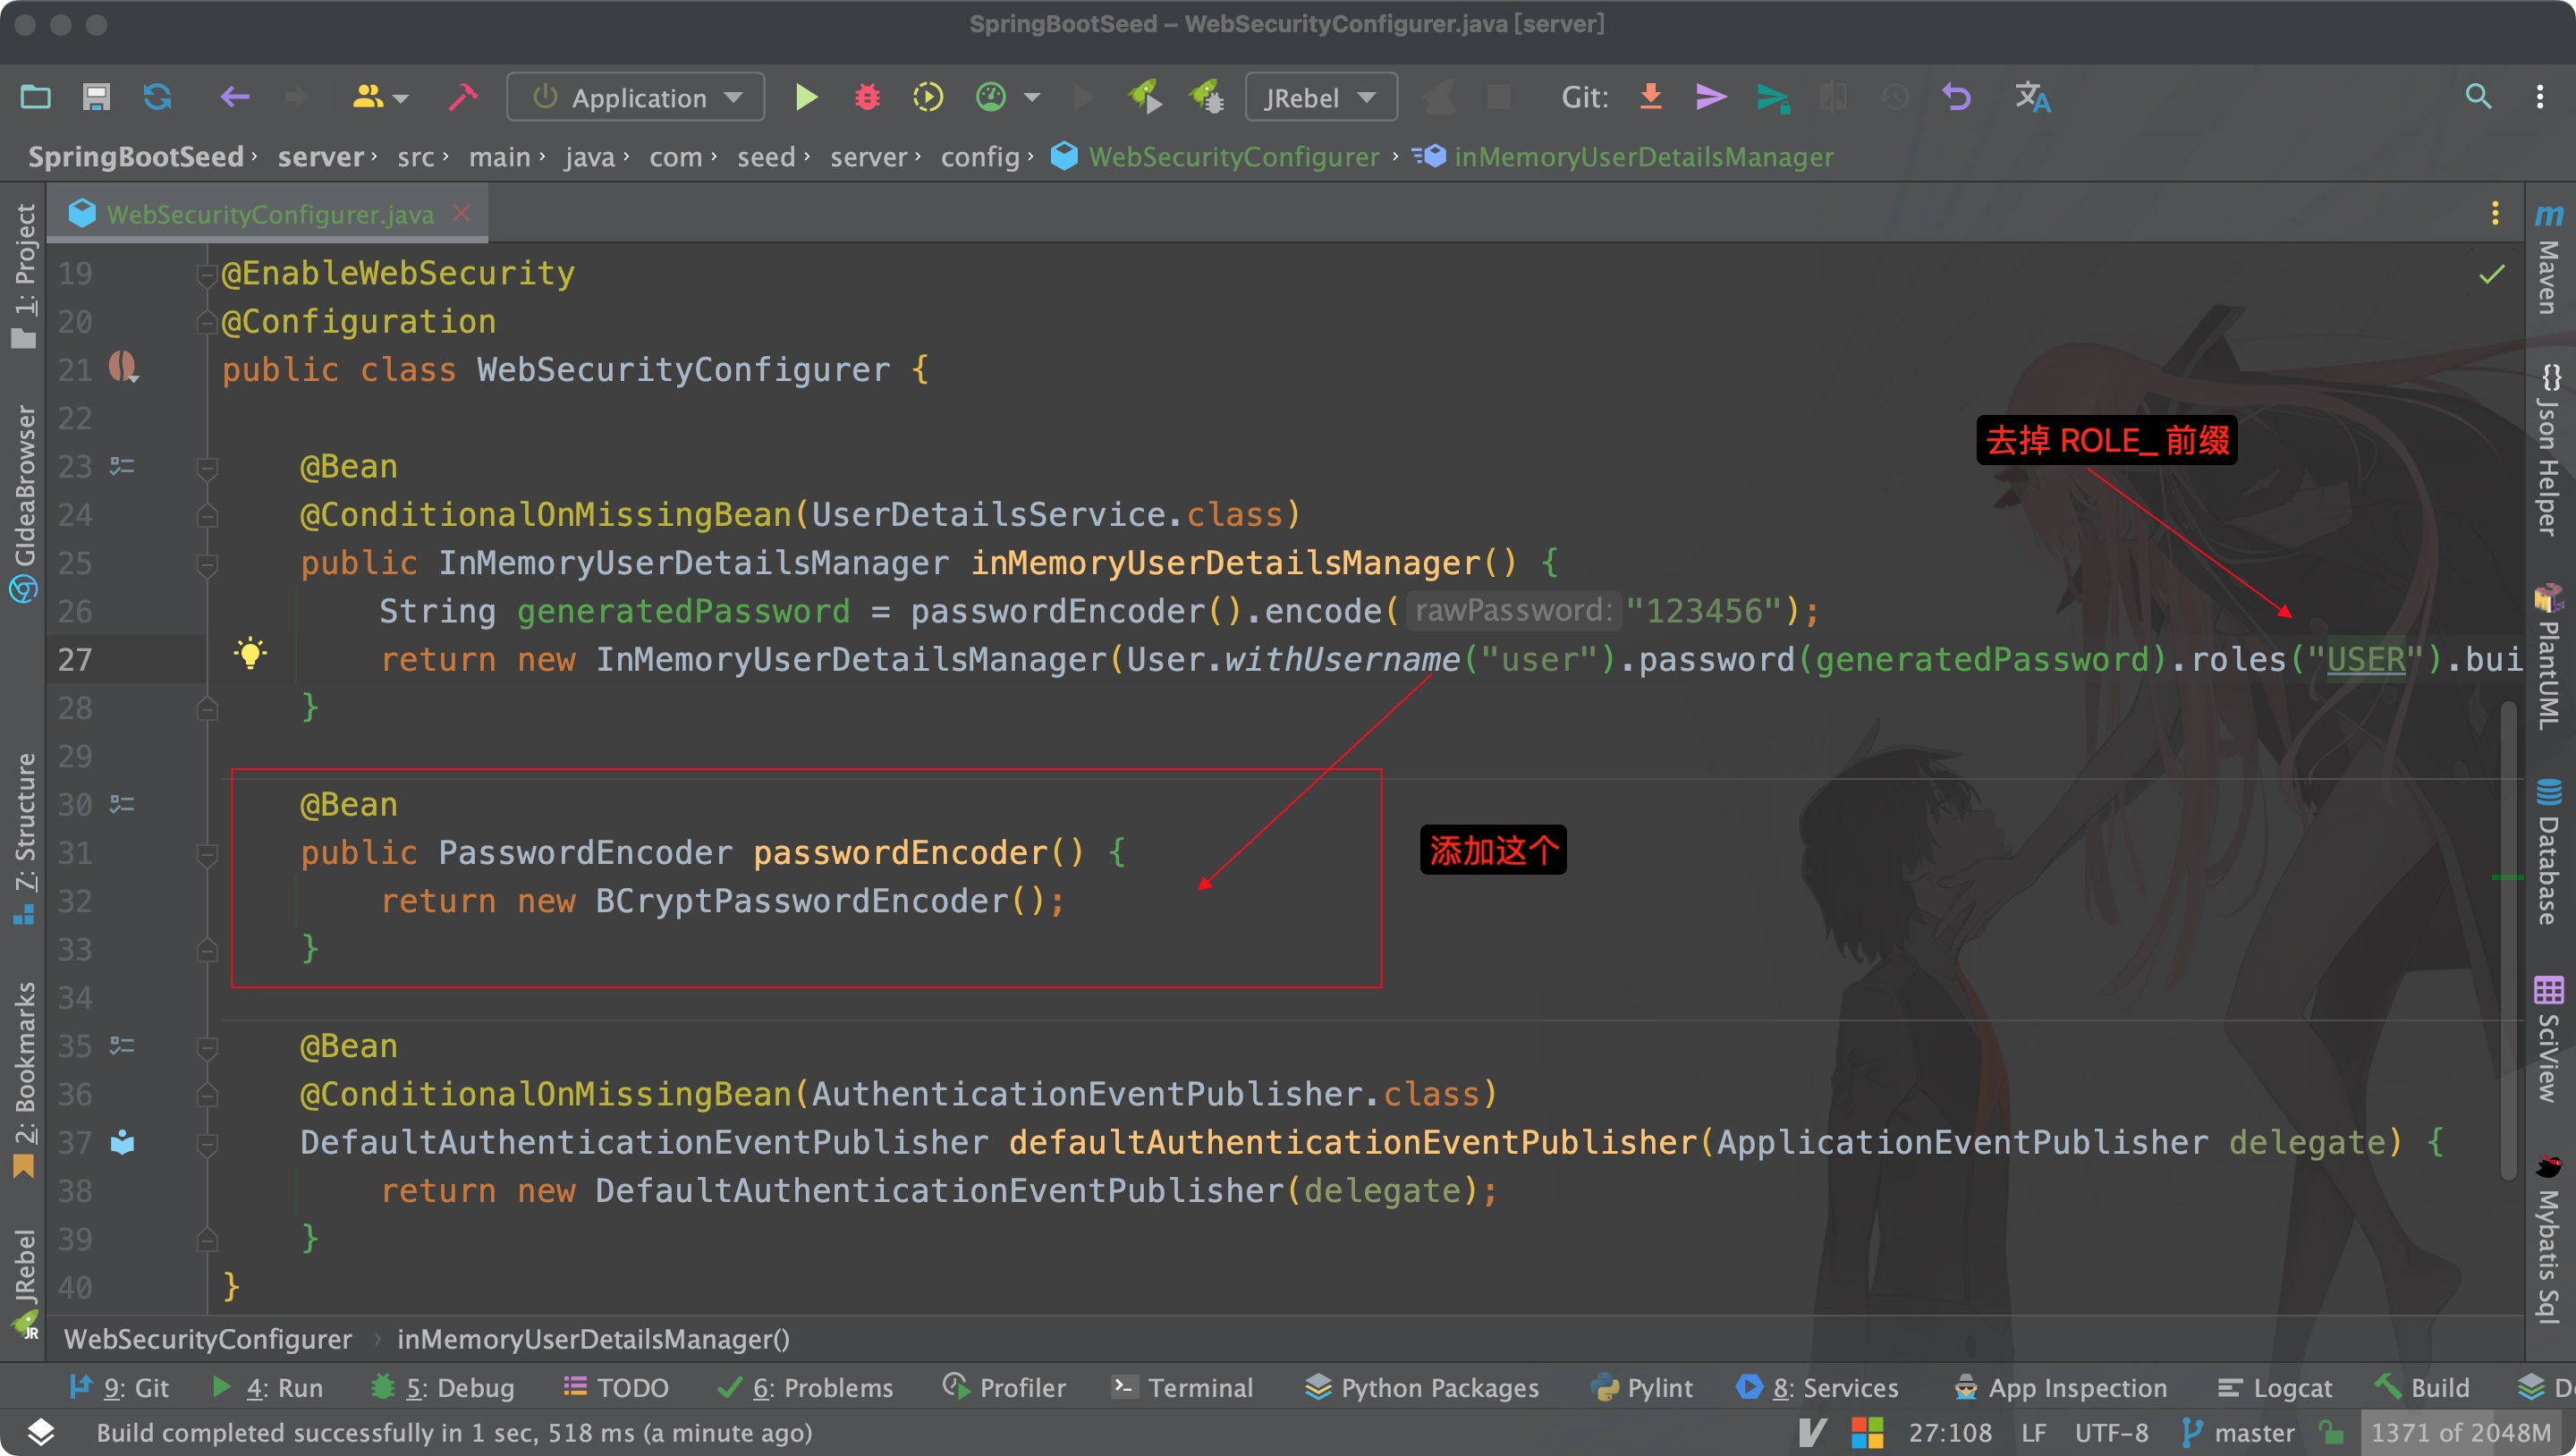 SpringBootSeed – WebSecurityConfigurer.java [server]
Application JRebel Git:
SpringBootSeed › server › src › main › java › com › seed › server › config › WebSecurityConfigurer › inMemoryUserDetailsManager
WebSecurityConfigurer.java
19 @EnableWebSecurity
20 @Configuration
21 public class WebSecurityConfigurer {
22
去掉 ROLE_ 前缀
23 @Bean
24 @ConditionalOnMissingBean(UserDetailsService.class)
25 public InMemoryUserDetailsManager inMemoryUserDetailsManager() {
26 String generatedPassword = passwordEncoder().encode( rawPassword: "123456");
27 return new InMemoryUserDetailsManager(User.withUsername("user").password(generatedPassword).roles("USER").bui
28 }
29
30 @Bean
31 public PasswordEncoder passwordEncoder() {
添加这个
32 return new BCryptPasswordEncoder();
33 }
34
35 @Bean
36 @ConditionalOnMissingBean(AuthenticationEventPublisher.class)
37 DefaultAuthenticationEventPublisher defaultAuthenticationEventPublisher(ApplicationEventPublisher delegate) {
38 return new DefaultAuthenticationEventPublisher(delegate);
39 }
40 }
1: Project
GIdeaBrowser
7: Structure
2: Bookmarks
JRebel
JR
m
Maven
{} Json Helper
PlantUML
Database
SciView
Mybatis Sql
WebSecurityConfigurer › inMemoryUserDetailsManager()
9: Git 4: Run 5: Debug TODO 6: Problems Profiler Terminal Python Packages Pylint 8: Services App Inspection Logcat Build
Build completed successfully in 1 sec, 518 ms (a minute ago) 27:108 LF UTF-8 master 1371 of 2048M